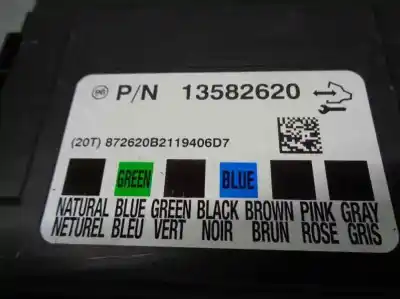 P/N 13582620
(20T) 872620B2119406D7
GREEN BLUE
NATURAL BLUE GREEN BLACK BROWN PINK GRAY
NETUREL BLEU VERT NOIR BRUN ROSE GRIS